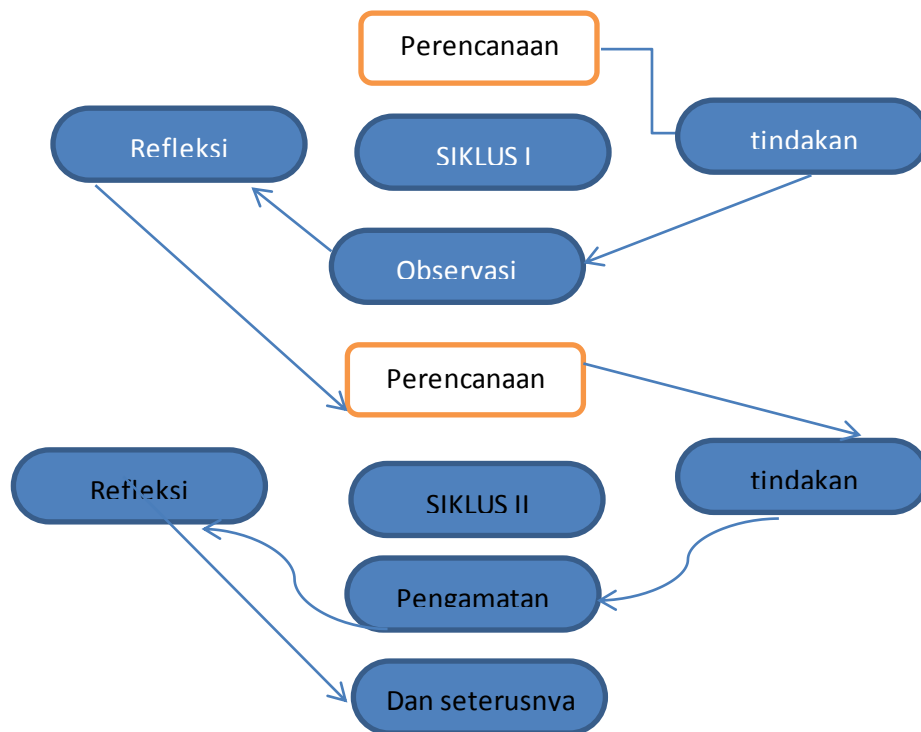 Perencanaan
Refleksi
SIKLUS I
tindakan
Observasi
Perencanaan
Refleksi
SIKLUS II
tindakan
Pengamatan
Dan seterusnya